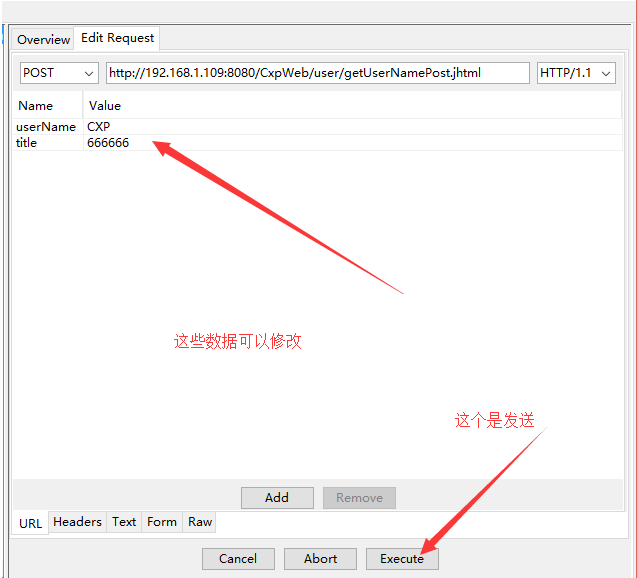 Overview Edit Request
POST http://192.168.1.109:8080/CxpWeb/user/getUserNamePost.jhtml HTTP/1.1
Name Value
userName CXP
title 666666
这些数据可以修改
这个是发送
Add Remove
URL Headers Text Form Raw
Cancel Abort Execute